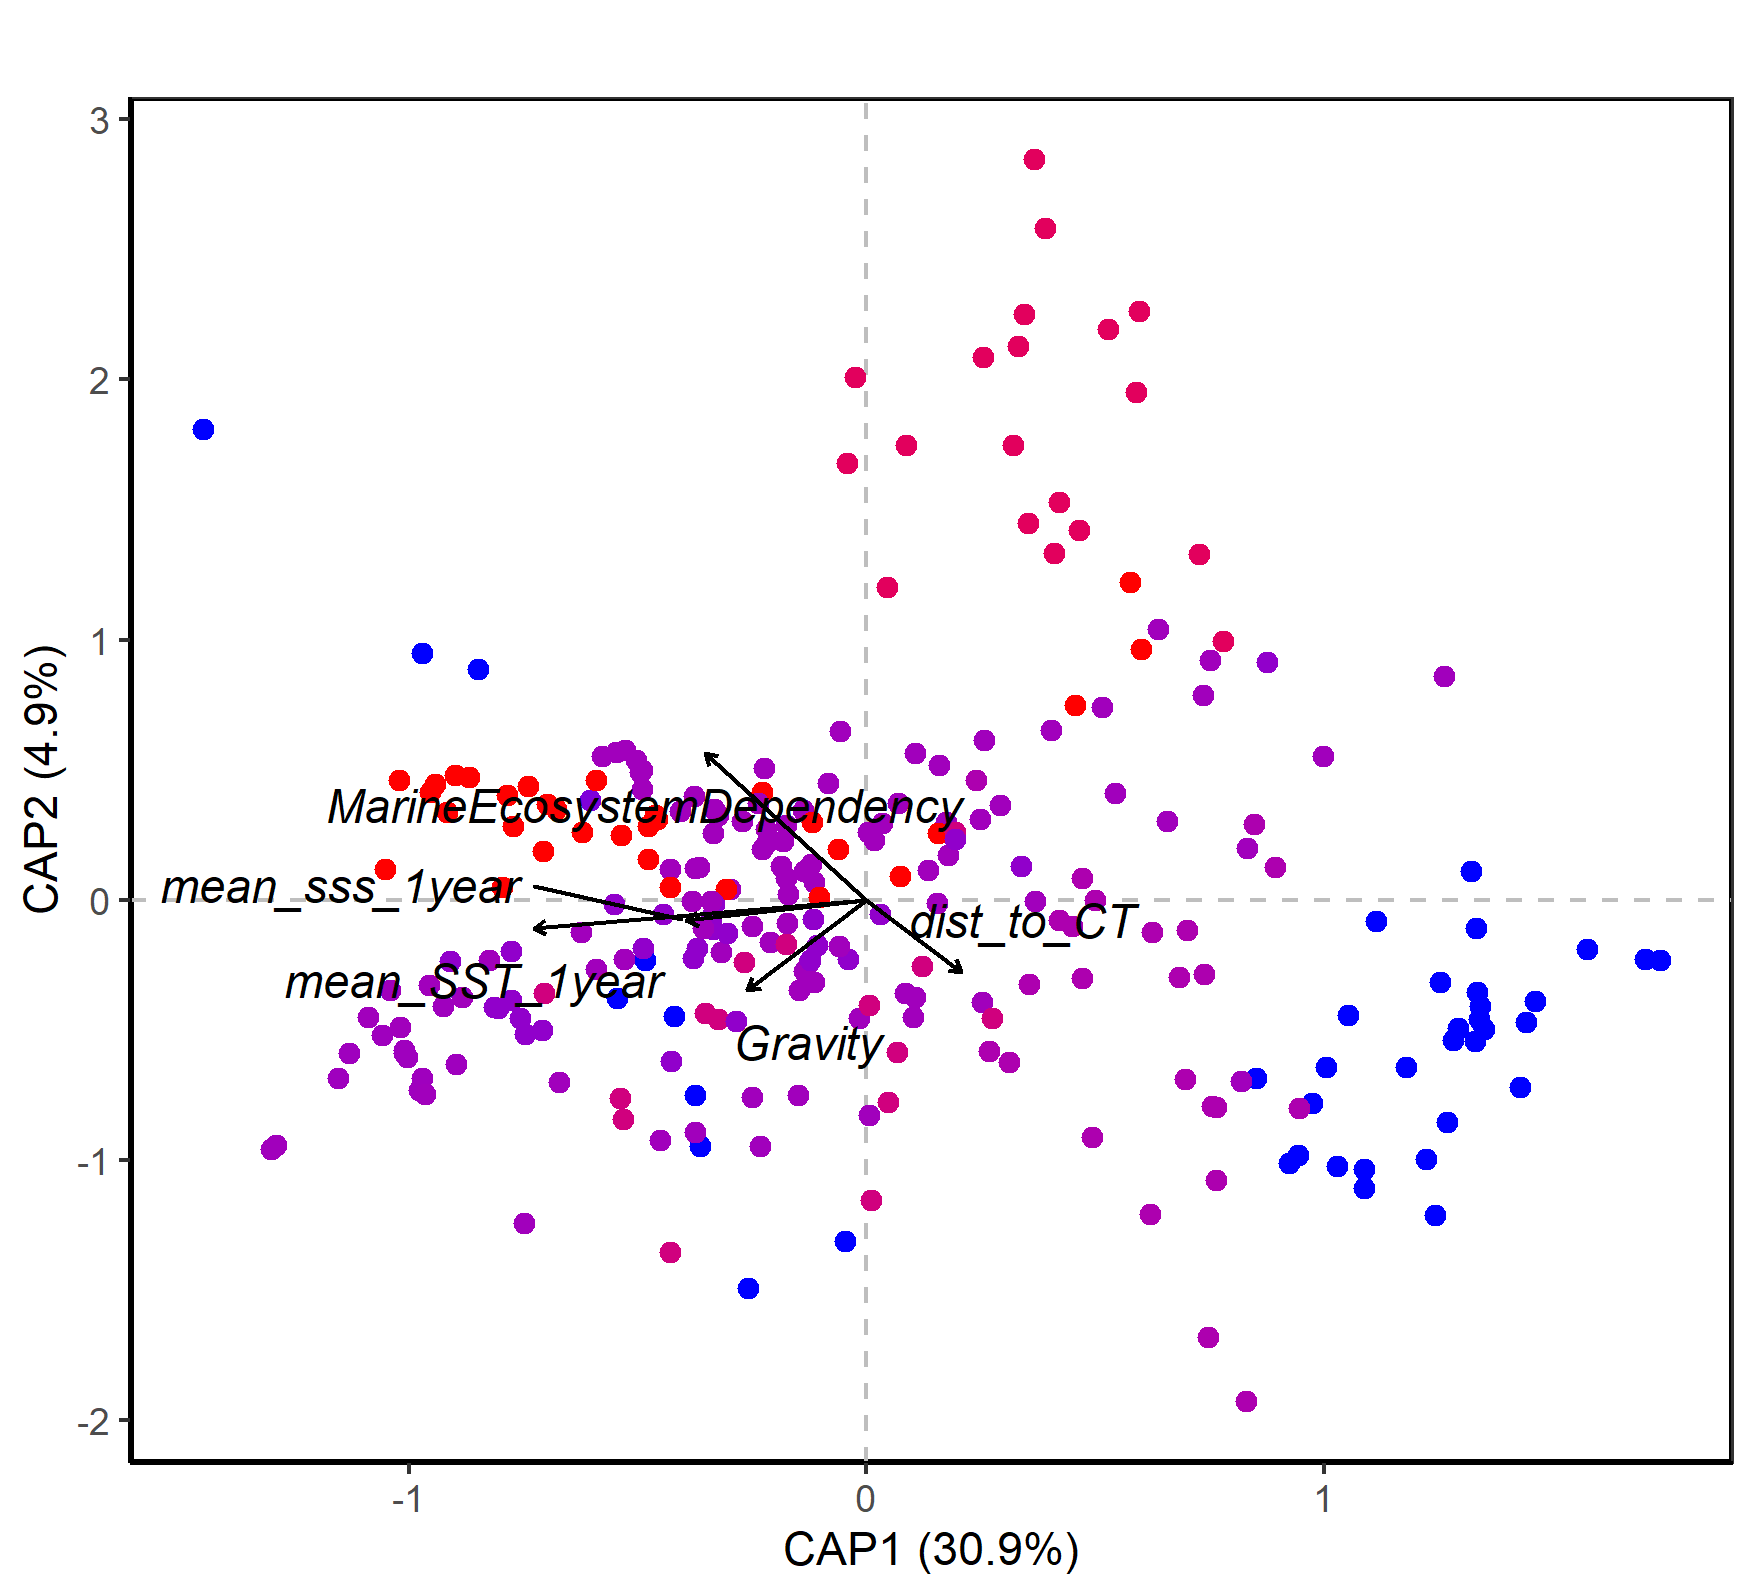 3
2
1
0
-1
-2
CAP2 (4.9%)
MarineEcosystemDependency
mean_sss_1year
dist_to_CT
mean_SST_1year
Gravity
-1
0
1
CAP1 (30.9%)